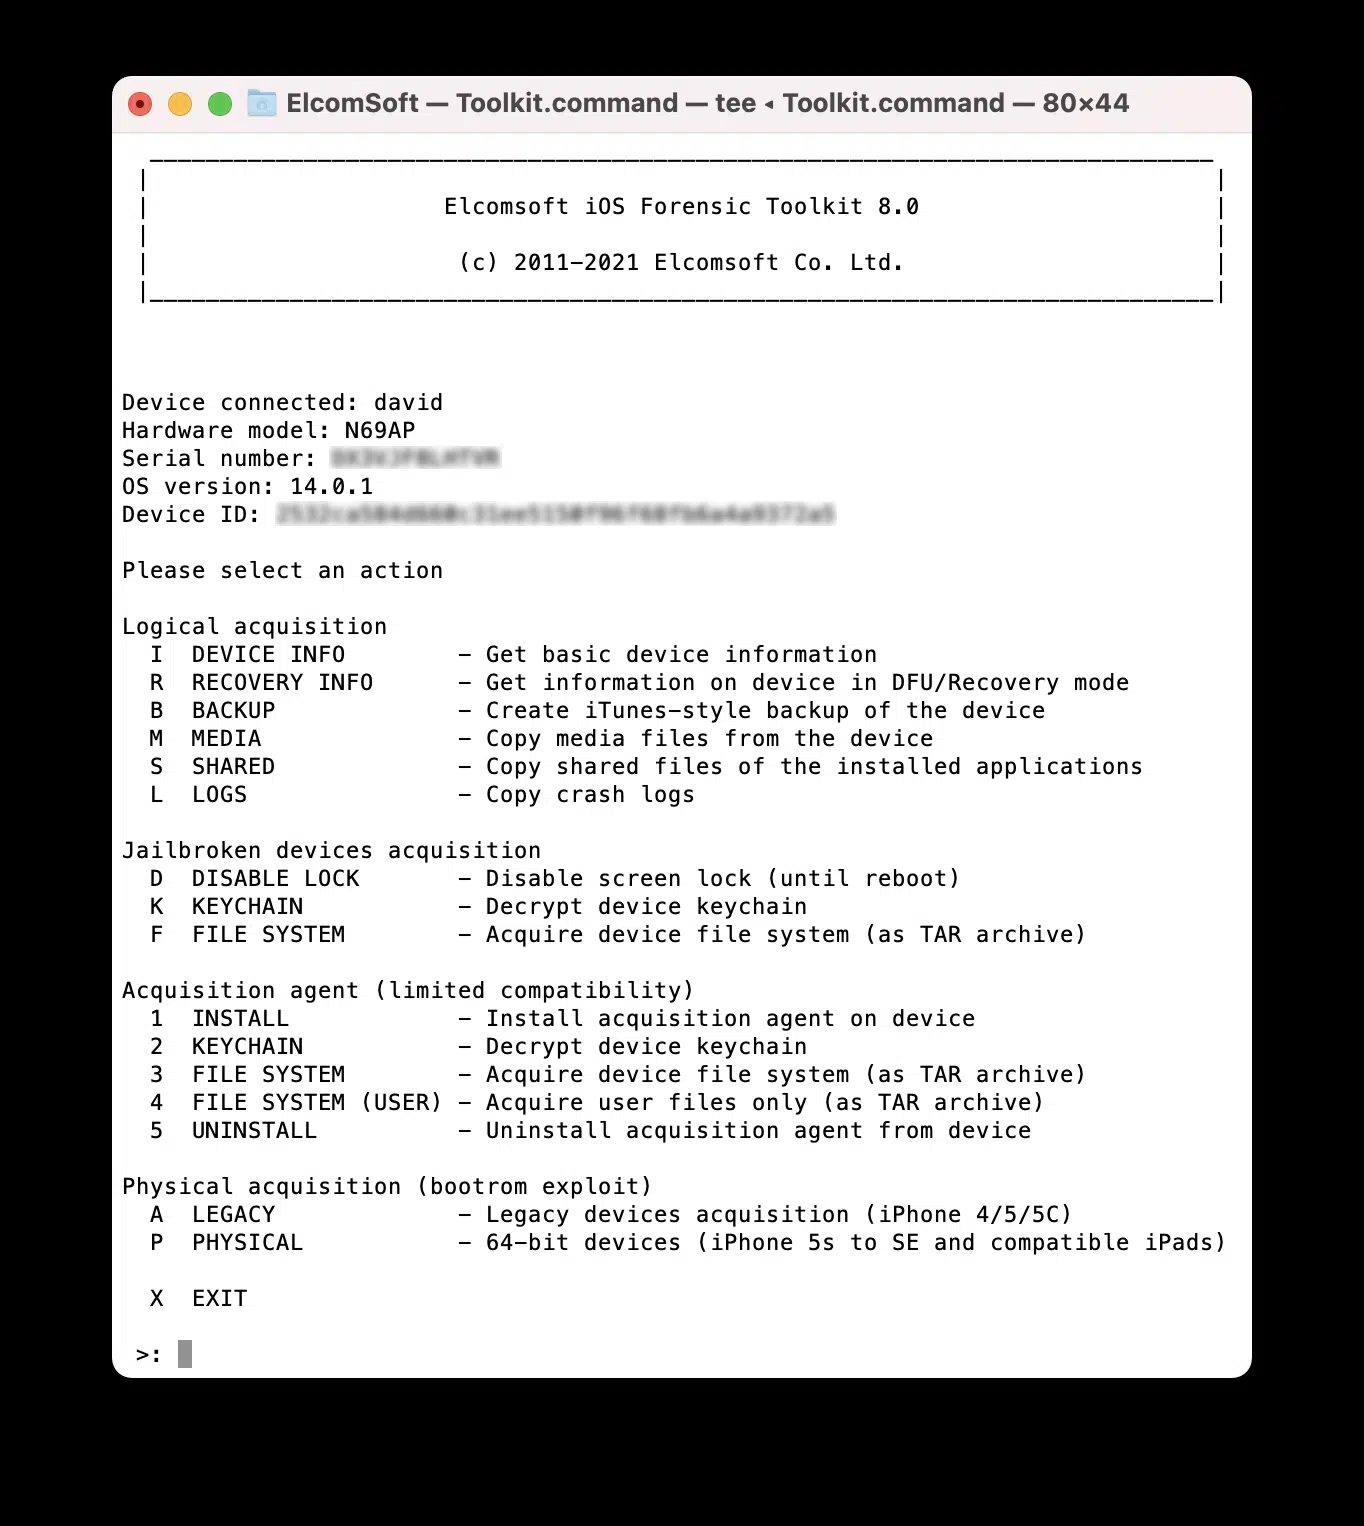 ElcomSoft — Toolkit.command — tee ◂ Toolkit.command — 80×44
Elcomsoft iOS Forensic Toolkit 8.0
(c) 2011-2021 Elcomsoft Co. Ltd.
Device connected: david
Hardware model: N69AP
Serial number:
OS version: 14.0.1
Device ID:
Please select an action
Logical acquisition
I DEVICE INFO - Get basic device information
R RECOVERY INFO - Get information on device in DFU/Recovery mode
B BACKUP - Create iTunes-style backup of the device
M MEDIA - Copy media files from the device
S SHARED - Copy shared files of the installed applications
L LOGS - Copy crash logs
Jailbroken devices acquisition
D DISABLE LOCK - Disable screen lock (until reboot)
K KEYCHAIN - Decrypt device keychain
F FILE SYSTEM - Acquire device file system (as TAR archive)
Acquisition agent (limited compatibility)
1 INSTALL - Install acquisition agent on device
2 KEYCHAIN - Decrypt device keychain
3 FILE SYSTEM - Acquire device file system (as TAR archive)
4 FILE SYSTEM (USER) - Acquire user files only (as TAR archive)
5 UNINSTALL - Uninstall acquisition agent from device
Physical acquisition (bootrom exploit)
A LEGACY - Legacy devices acquisition (iPhone 4/5/5C)
P PHYSICAL - 64-bit devices (iPhone 5s to SE and compatible iPads)
X EXIT
>: